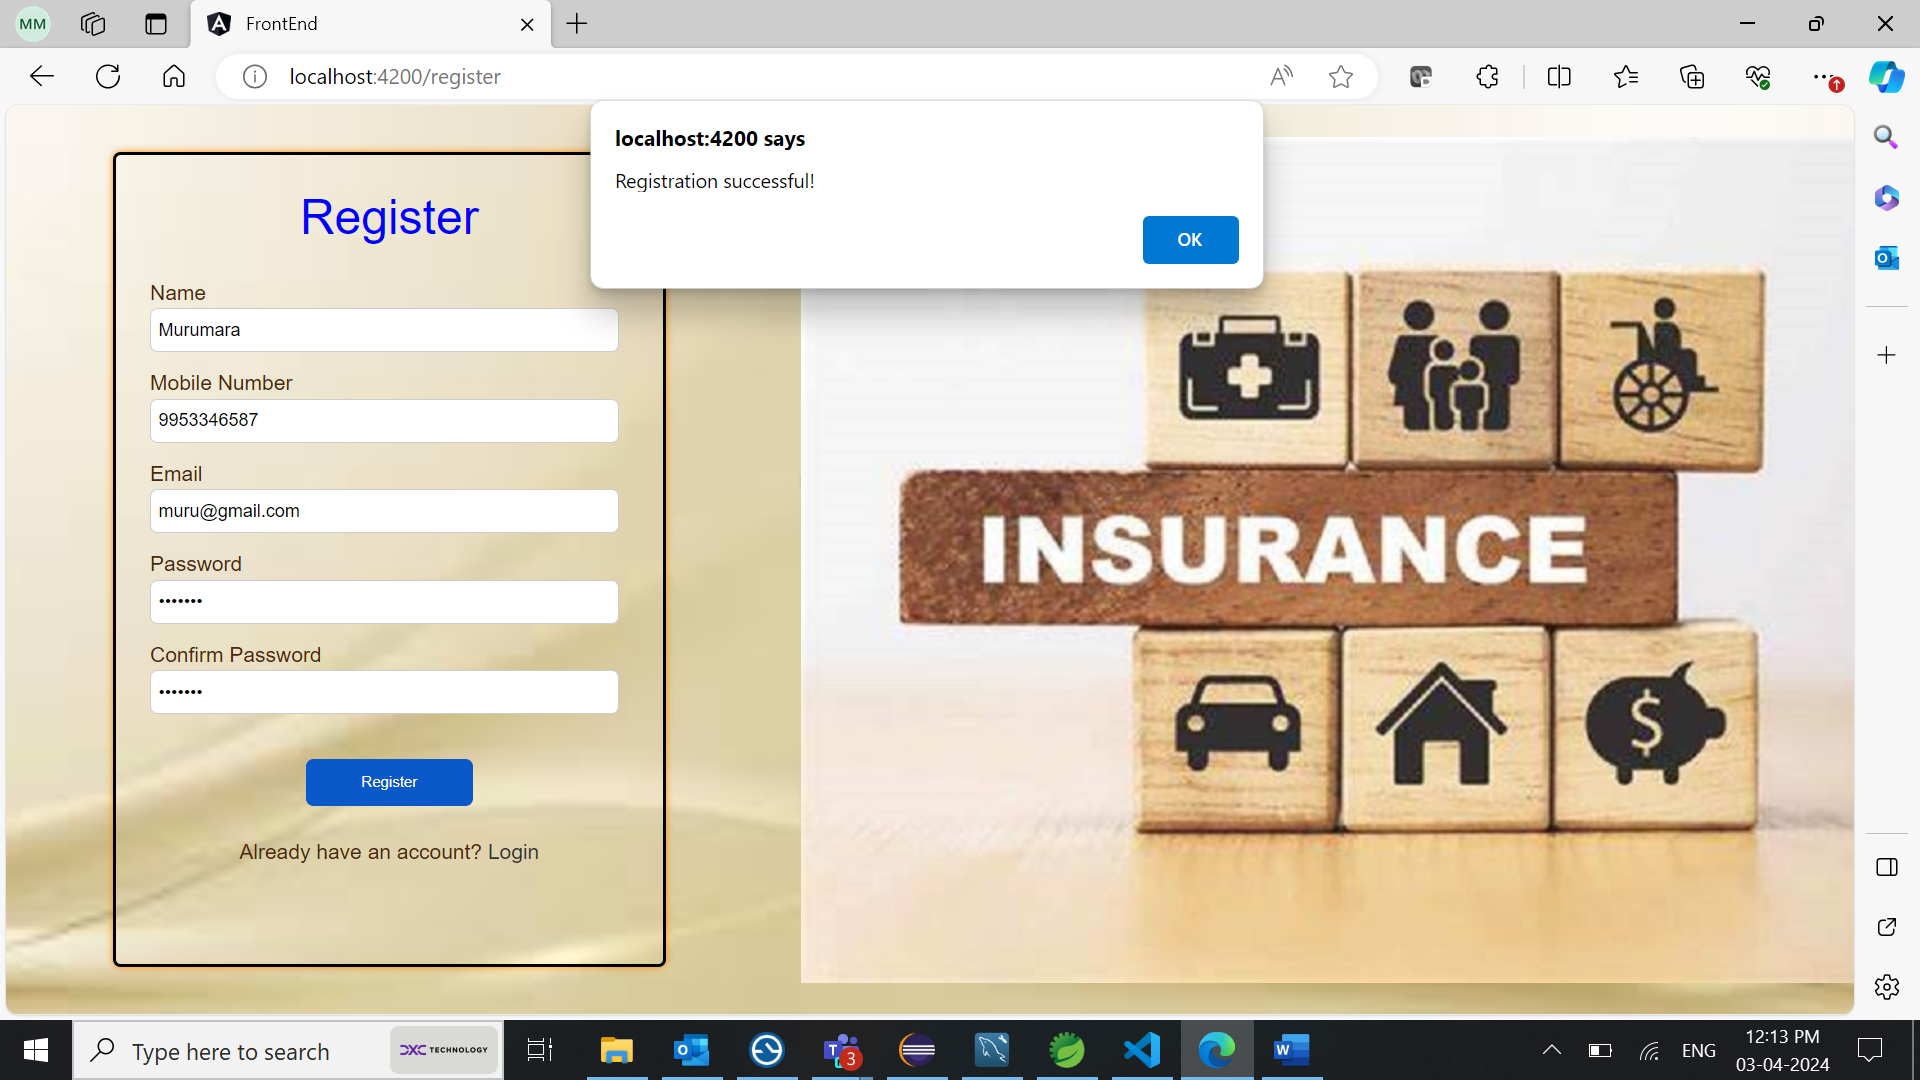 MM
FrontEnd
localhost:4200/register
localhost:4200 says
Registration successful!
OK
Register
Name
Murumara
Mobile Number
9953346587
Email
muru@gmail.com
Password
•••••••
Confirm Password
•••••••
Register
Already have an account? Login
INSURANCE
$
Type here to search
DXC TECHNOLOGY
3
ENG
12:13 PM
03-04-2024